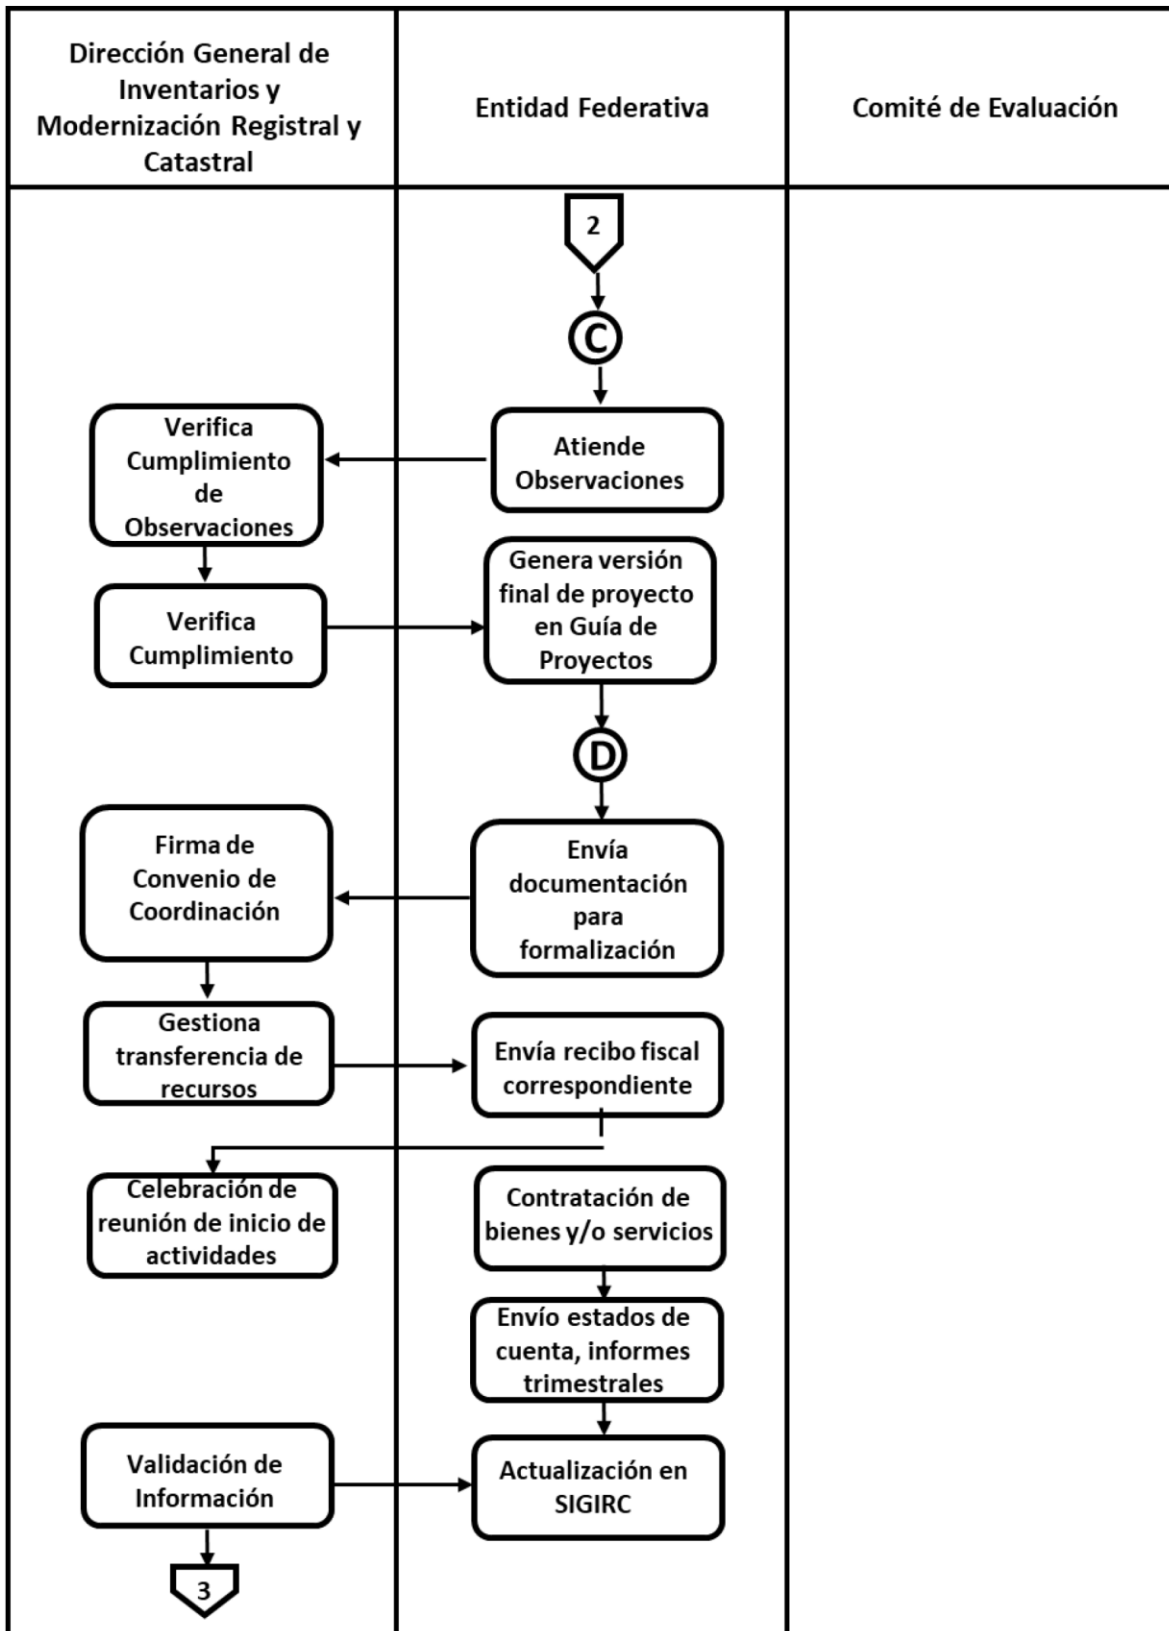 Dirección General de
Inventarios y
Modernización Registral y
Catastral
Entidad Federativa
Comité de Evaluación
2
C
Atiende
Observaciones
Verifica
Cumplimiento
de
Observaciones
Verifica
Cumplimiento
Genera versión
final de proyecto
en Guía de
Proyectos
D
Envía
documentación
para
formalización
Firma de
Convenio de
Coordinación
Gestiona
transferencia de
recursos
Envía recibo fiscal
correspondiente
Celebración de
reunión de inicio de
actividades
Contratación de
bienes y/o servicios
Envío estados de
cuenta, informes
trimestrales
Validación de
Información
Actualización en
SIGIRC
3